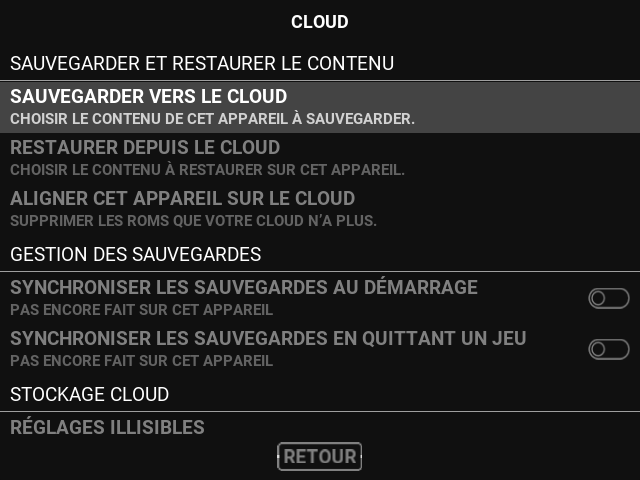 CLOUD
SAUVEGARDER ET RESTAURER LE CONTENU
SAUVEGARDER VERS LE CLOUD
CHOISIR LE CONTENU DE CET APPAREIL À SAUVEGARDER.
RESTAURER DEPUIS LE CLOUD
CHOISIR LE CONTENU À RESTAURER SUR CET APPAREIL.
ALIGNER CET APPAREIL SUR LE CLOUD
SUPPRIMER LES ROMS QUE VOTRE CLOUD N’A PLUS.
GESTION DES SAUVEGARDES
SYNCHRONISER LES SAUVEGARDES AU DÉMARRAGE
PAS ENCORE FAIT SUR CET APPAREIL
SYNCHRONISER LES SAUVEGARDES EN QUITTANT UN JEU
PAS ENCORE FAIT SUR CET APPAREIL
STOCKAGE CLOUD
RÉGLAGES ILLISIBLES
RETOUR